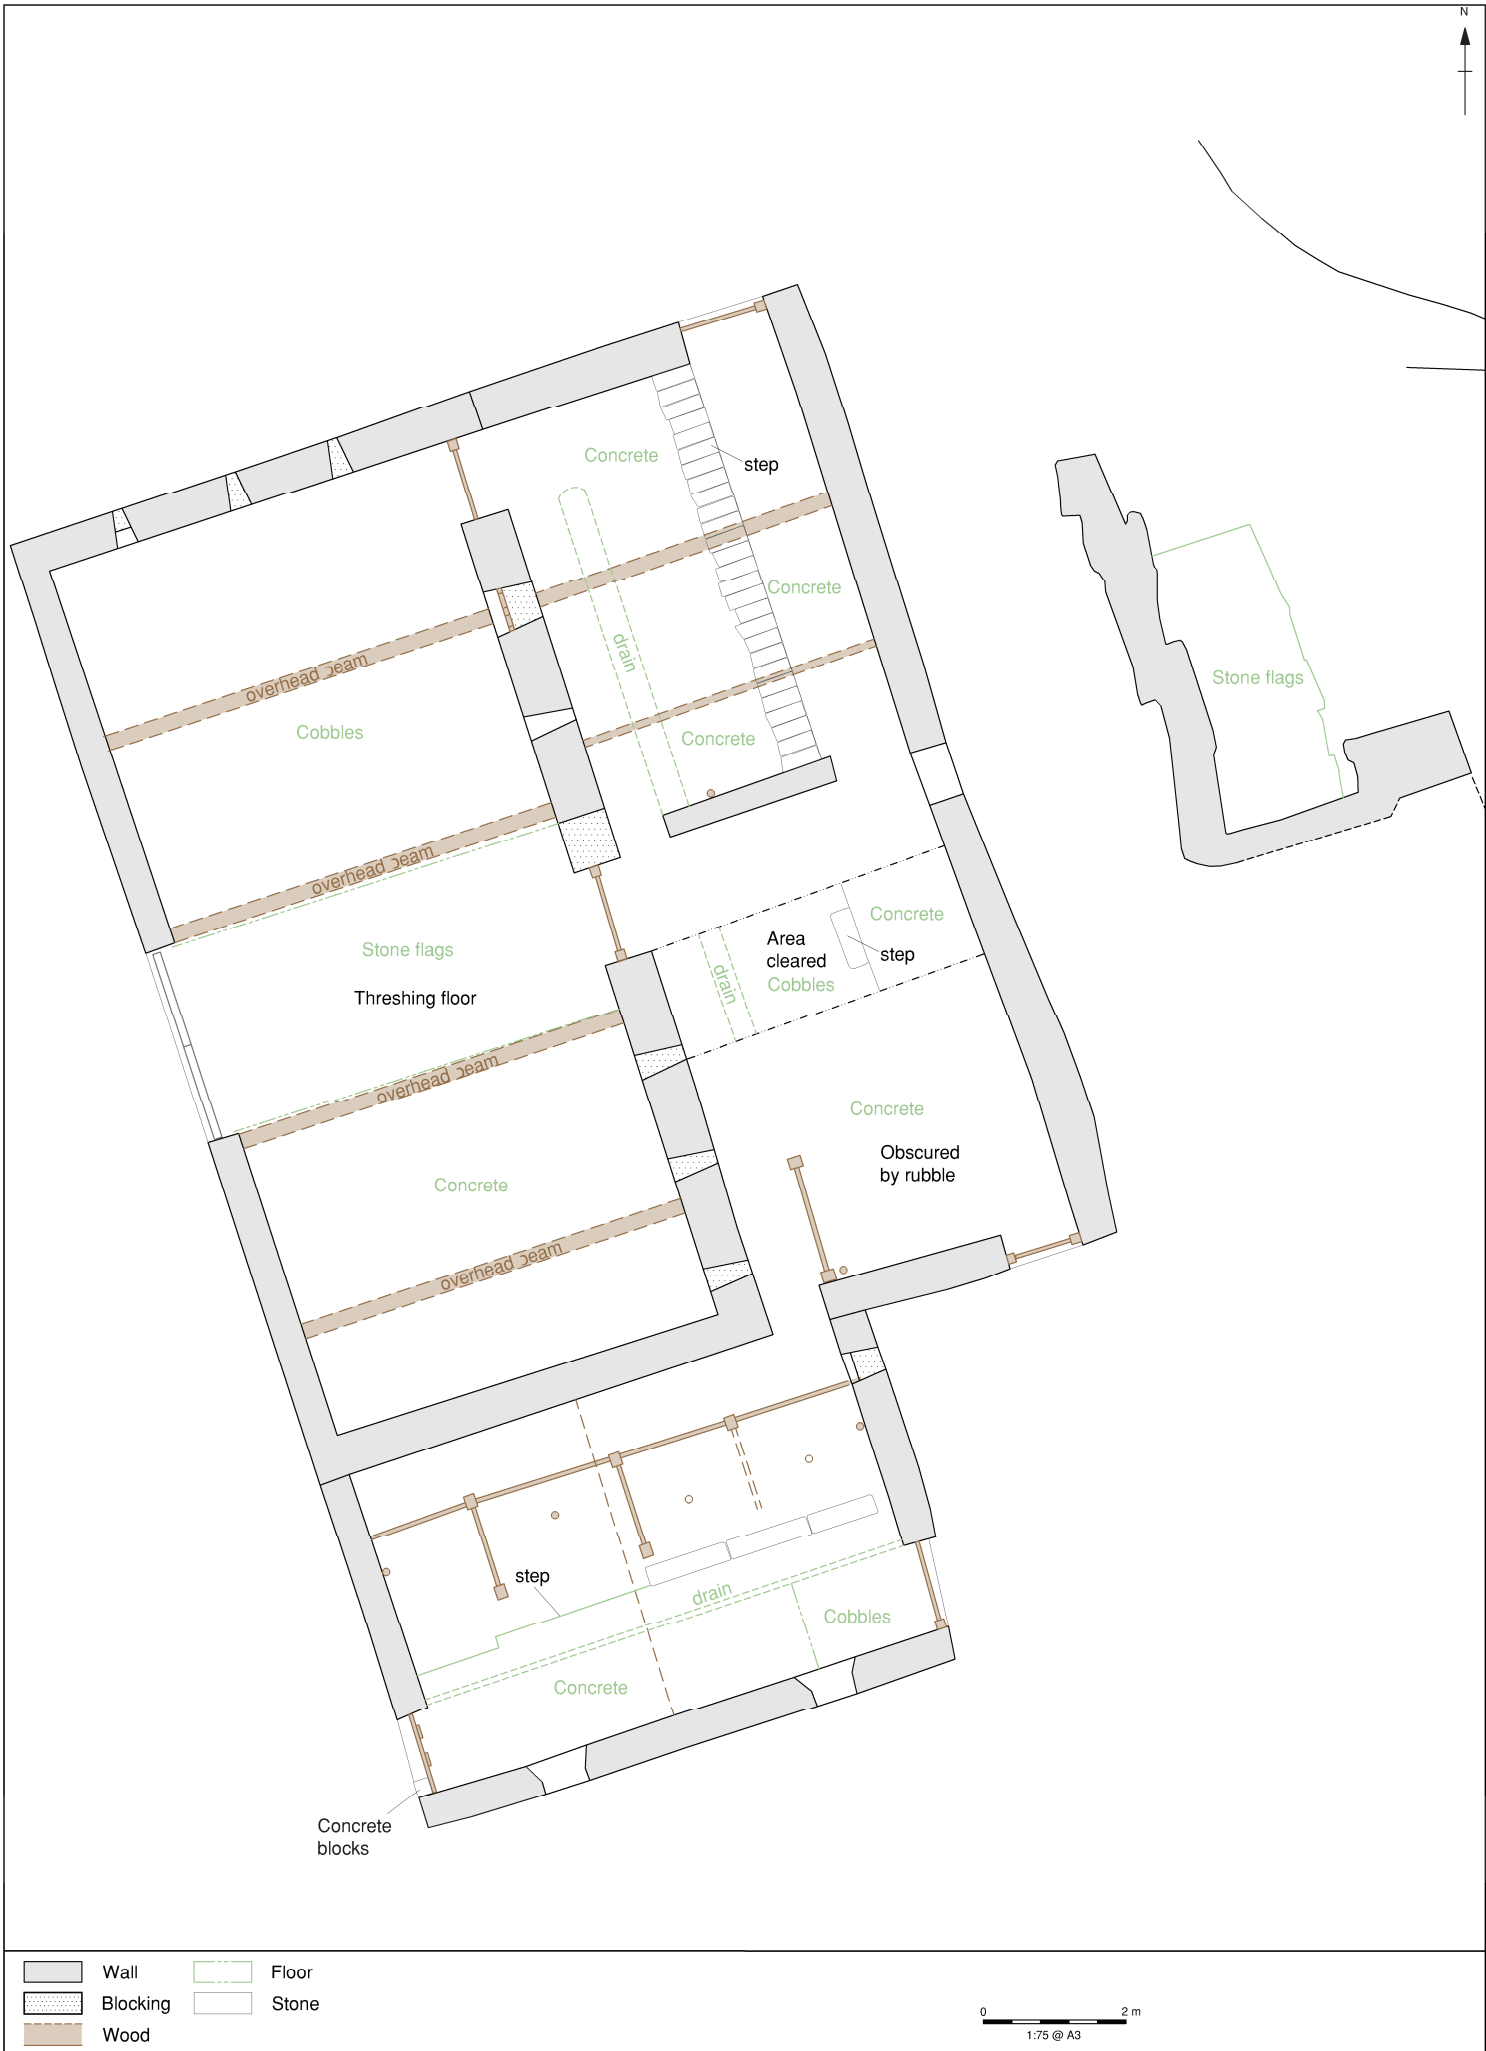 N
Concrete
step
Concrete
drain
overhead beam
Stone flags
Cobbles
Concrete
overhead beam
Concrete
Area
cleared
step
Stone flags
drain
Cobbles
Threshing floor
overhead beam
Concrete
Obscured
by rubble
Concrete
overhead beam
step
drain
Cobbles
Concrete
Concrete
blocks
Wall
Floor
Blocking
Stone
Wood
0 2 m
1:75 @ A3